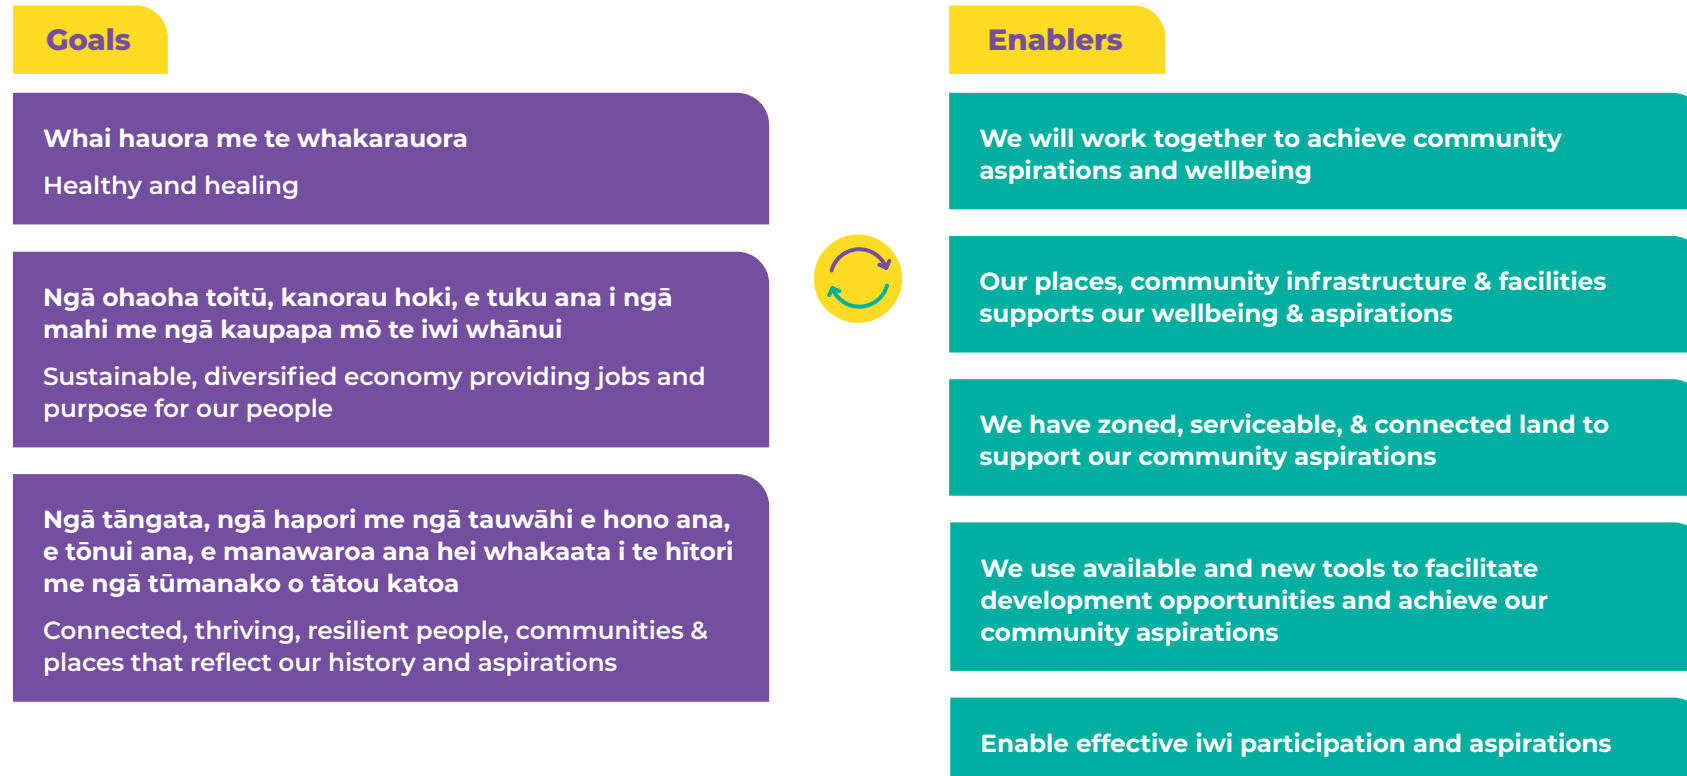 Goals
Whai hauora me te whakarauora
Healthy and healing
Ngā ohaoha toitū, kanorau hoki, e tuku ana i ngā
mahi me ngā kaupapa mō te iwi whānui
Sustainable, diversified economy providing jobs and
purpose for our people
Ngā tāngata, ngā hapori me ngā tauwāhi e hono ana,
e tōnui ana, e manawaroa ana hei whakaata i te hītori
me ngā tūmanako o tātou katoa
Connected, thriving, resilient people, communities &
places that reflect our history and aspirations
Enablers
We will work together to achieve community
aspirations and wellbeing
Our places, community infrastructure & facilities
supports our wellbeing & aspirations
We have zoned, serviceable, & connected land to
support our community aspirations
We use available and new tools to facilitate
development opportunities and achieve our
community aspirations
Enable effective iwi participation and aspirations